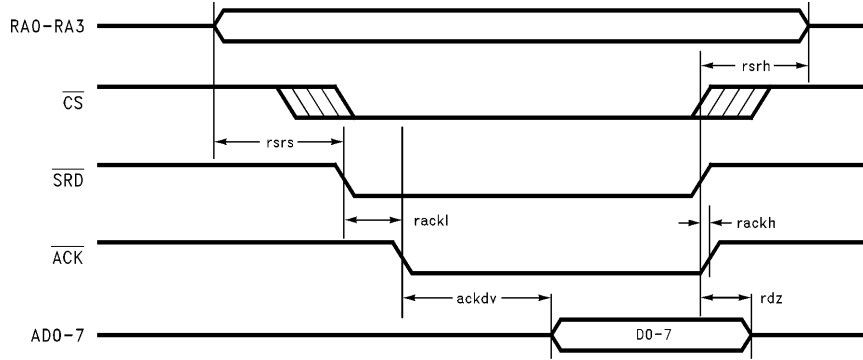 RA0-RA3
rsrh
CS
rsrs
SRD
rackl
rackh
ACK
ackdv
rdz
AD0-7
D0-7